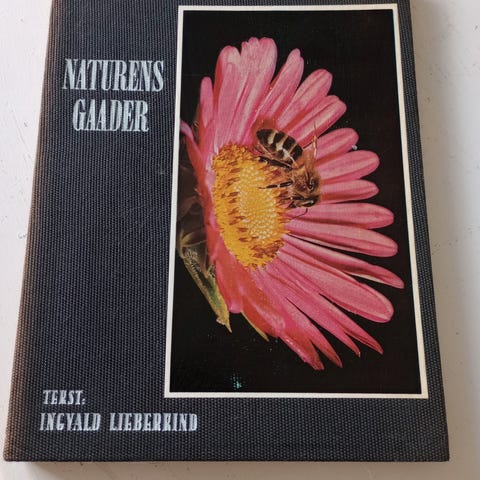 NATURENS
GAADER
TEKST:
INGVALD LIEBERKIND